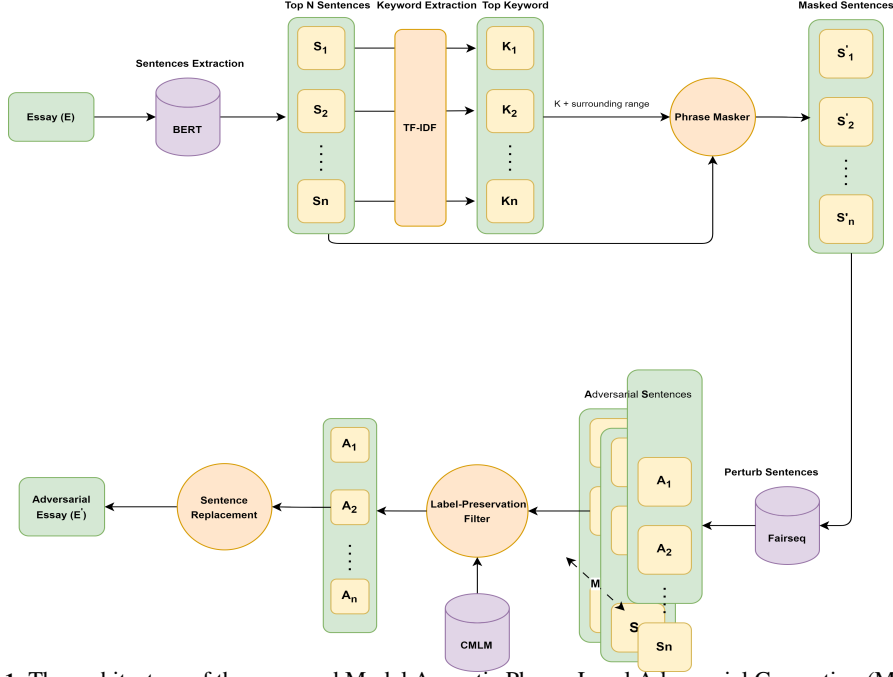 Top N Sentences
Keyword Extraction
Top Keyword
Masked Sentences
Sentences Extraction
Essay (E)
BERT
S1
S2
Sn
TF-IDF
K1
K2
Kn
K + surrounding range
Phrase Masker
S'1
S'2
S'n
Adversarial Sentences
Perturb Sentences
Fairseq
A1
A2
Sn
S
M
Label-Preservation
Filter
CMLM
A1
A2
An
Sentence
Replacement
Adversarial
Essay (E')